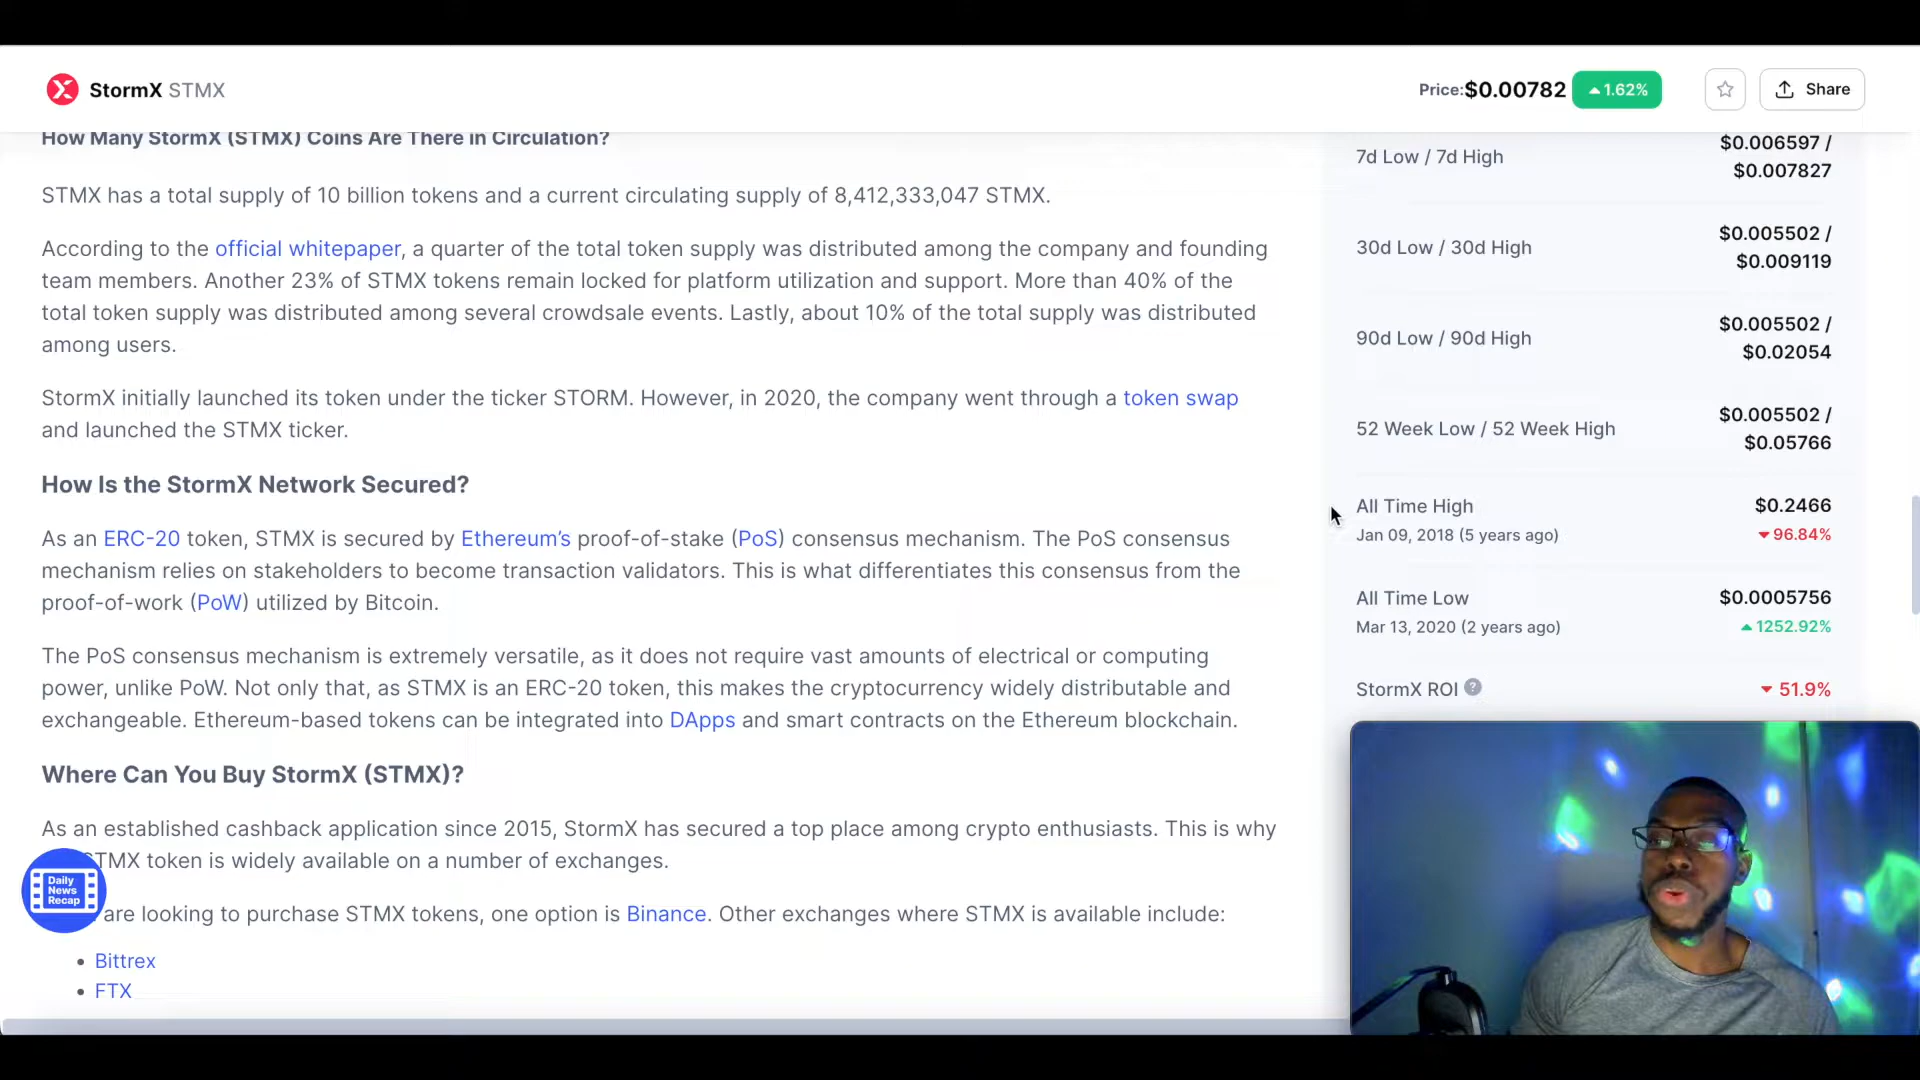 StormX STMX
Price:$0.00782 1.62%
Share
How Many StormX (STMX) Coins Are There in Circulation?
STMX has a total supply of 10 billion tokens and a current circulating supply of 8,412,333,047 STMX.
According to the official whitepaper, a quarter of the total token supply was distributed among the company and founding
team members. Another 23% of STMX tokens remain locked for platform utilization and support. More than 40% of the
total token supply was distributed among several crowdsale events. Lastly, about 10% of the total supply was distributed
among users.
StormX initially launched its token under the ticker STORM. However, in 2020, the company went through a token swap
and launched the STMX ticker.
How Is the StormX Network Secured?
As an ERC-20 token, STMX is secured by Ethereum’s proof-of-stake (PoS) consensus mechanism. The PoS consensus
mechanism relies on stakeholders to become transaction validators. This is what differentiates this consensus from the
proof-of-work (PoW) utilized by Bitcoin.
The PoS consensus mechanism is extremely versatile, as it does not require vast amounts of electrical or computing
power, unlike PoW. Not only that, as STMX is an ERC-20 token, this makes the cryptocurrency widely distributable and
exchangeable. Ethereum-based tokens can be integrated into DApps and smart contracts on the Ethereum blockchain.
Where Can You Buy StormX (STMX)?
As an established cashback application since 2015, StormX has secured a top place among crypto enthusiasts. This is why
STMX token is widely available on a number of exchanges.
are looking to purchase STMX tokens, one option is Binance. Other exchanges where STMX is available include:
• Bittrex
• FTX
Daily
News
Recap
7d Low / 7d High
$0.006597 /
$0.007827
30d Low / 30d High
$0.005502 /
$0.009119
90d Low / 90d High
$0.005502 /
$0.02054
52 Week Low / 52 Week High
$0.005502 /
$0.05766
All Time High
$0.2466
Jan 09, 2018 (5 years ago)
96.84%
All Time Low
$0.0005756
Mar 13, 2020 (2 years ago)
1252.92%
StormX ROI ?
51.9%